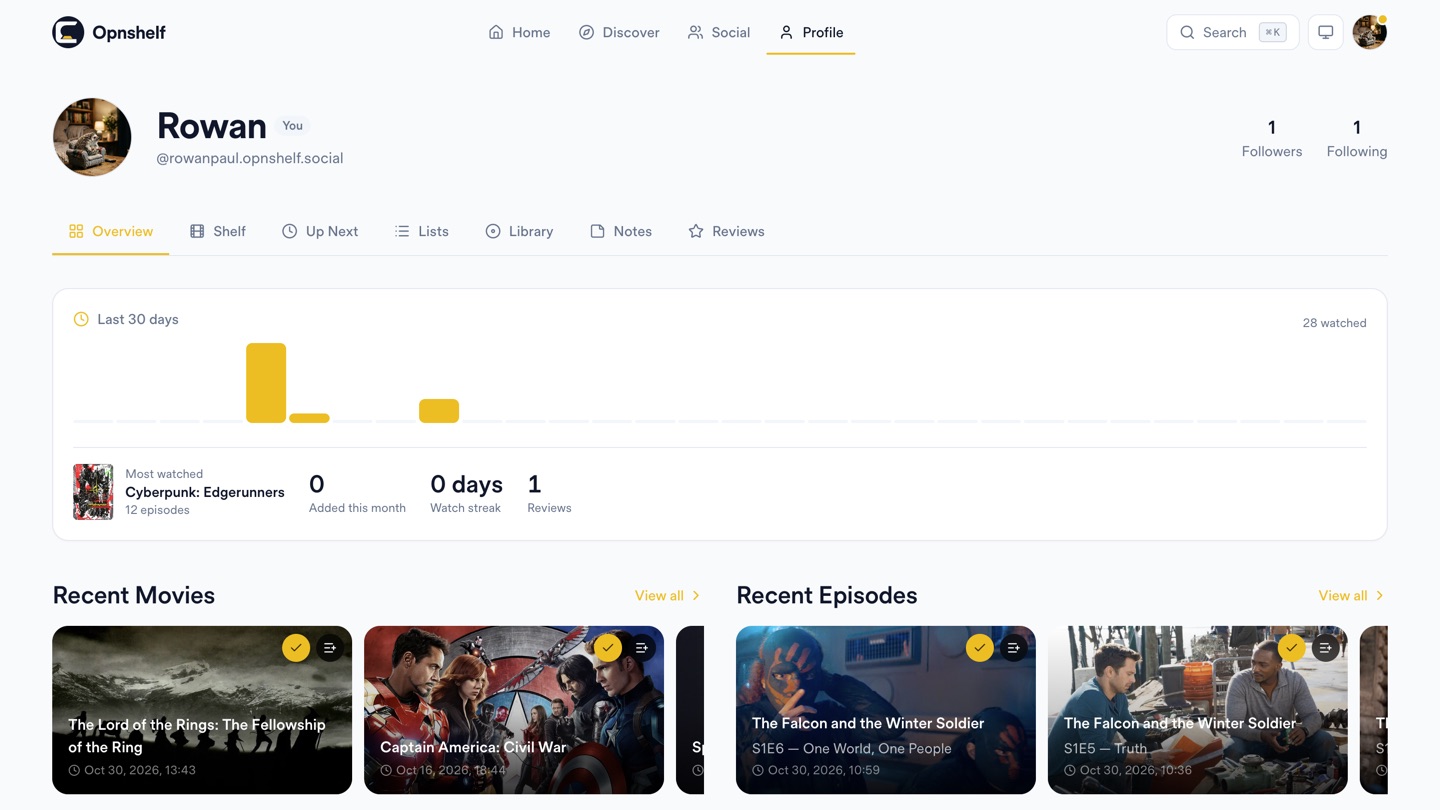 Opnshelf
Home
Discover
Social
Profile
Search
⌘K
Rowan
You
@rowanpaul.opnshelf.social
1
Followers
1
Following
Overview
Shelf
Up Next
Lists
Library
Notes
Reviews
Last 30 days
28 watched
Most watched
Cyberpunk: Edgerunners
12 episodes
0
Added this month
0 days
Watch streak
1
Reviews
Recent Movies
View all
The Lord of the Rings: The Fellowship
of the Ring
Oct 30, 2026, 13:43
Captain America: Civil War
Oct 16, 2026, 18:44
Recent Episodes
View all
The Falcon and the Winter Soldier
S1E6 — One World, One People
Oct 30, 2026, 10:59
The Falcon and the Winter Soldier
S1E5 — Truth
Oct 30, 2026, 10:36